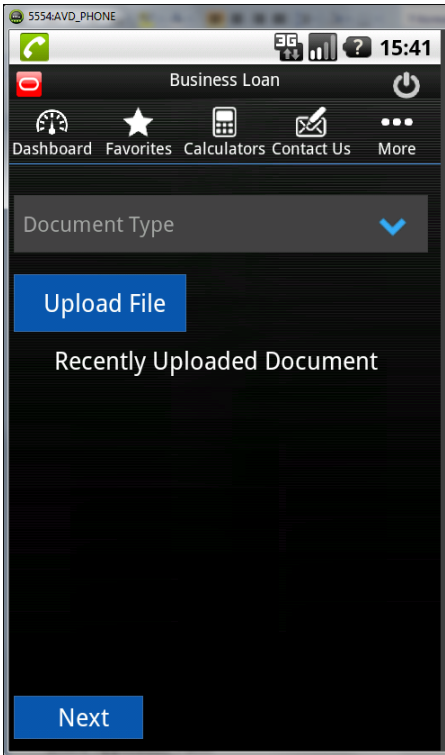 5554:AVD_PHONE
3G ? 15:41
Business Loan
Dashboard Favorites Calculators Contact Us More
Document Type
Upload File
Recently Uploaded Document
Next